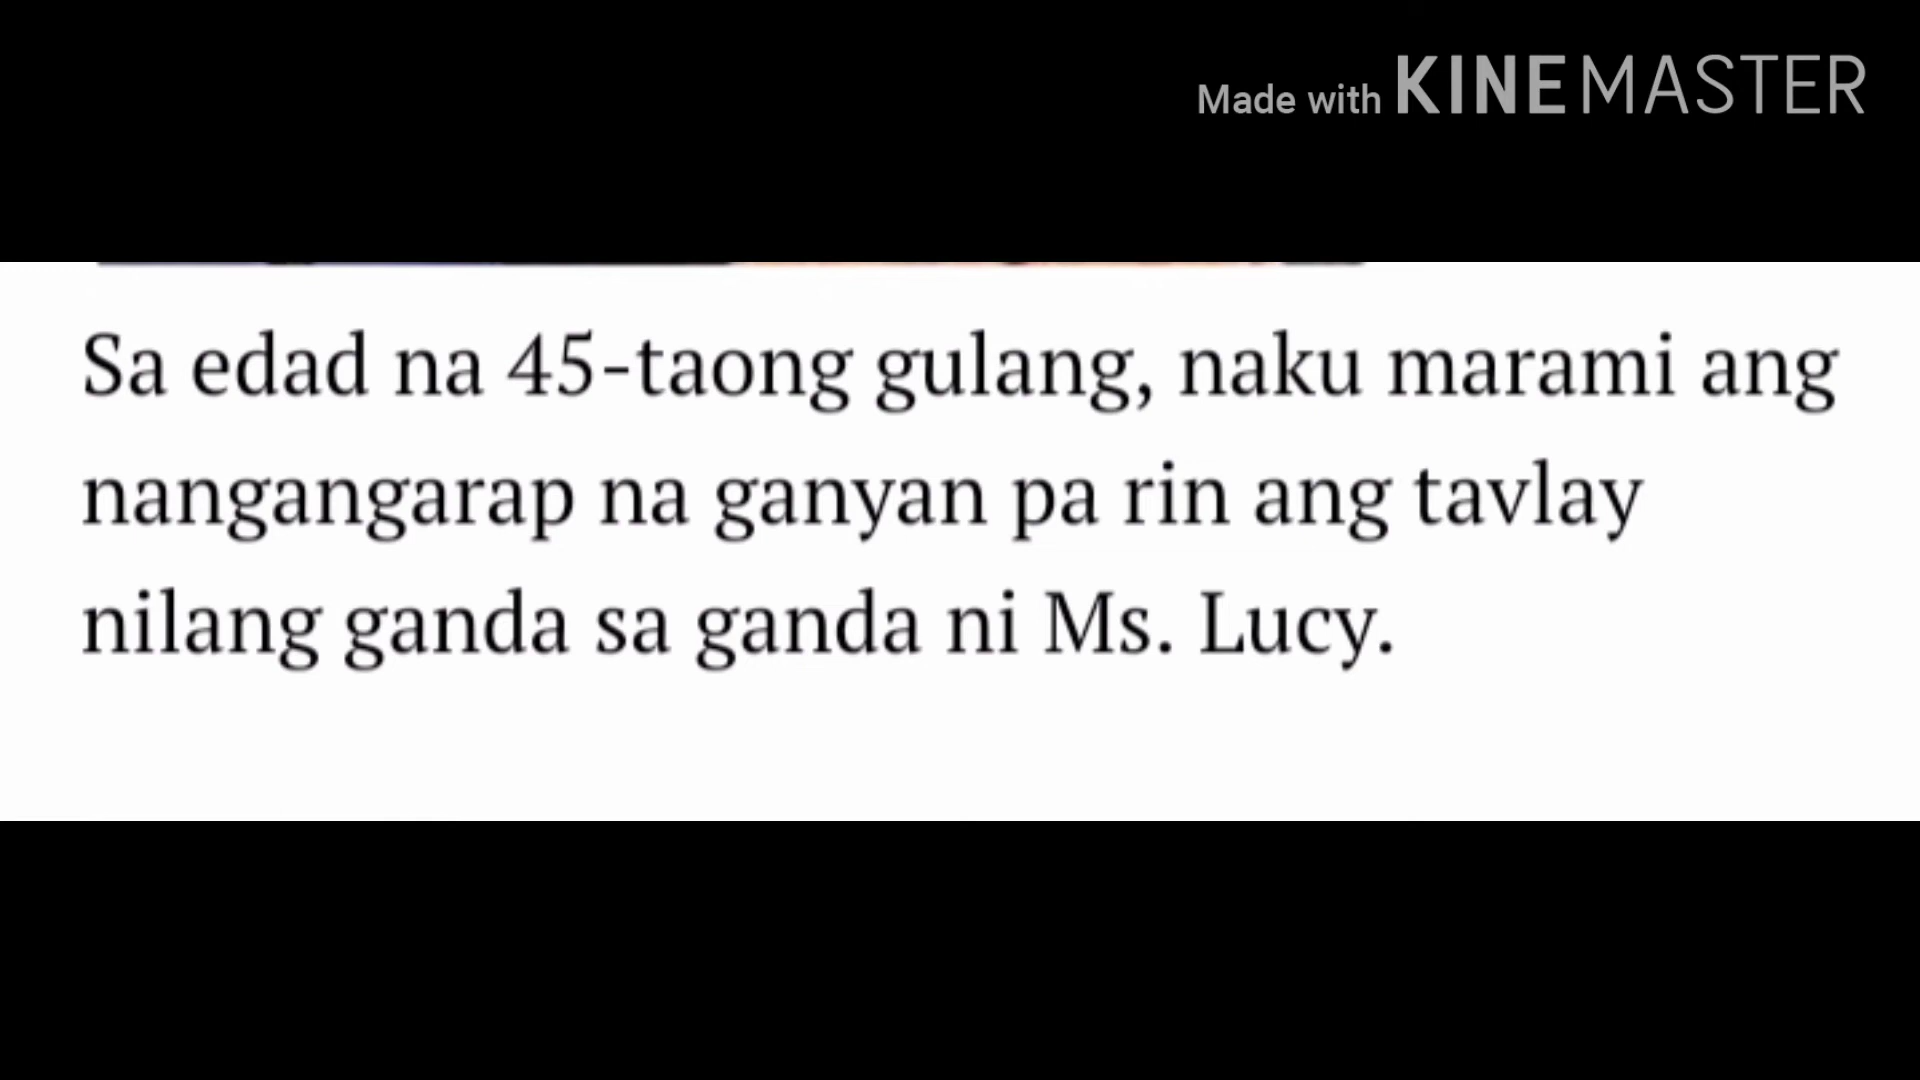 Made with KINEMASTER
Sa edad na 45-taong gulang, naku marami ang
nangangarap na ganyan pa rin ang tavlay
nilang ganda sa ganda ni Ms. Lucy.